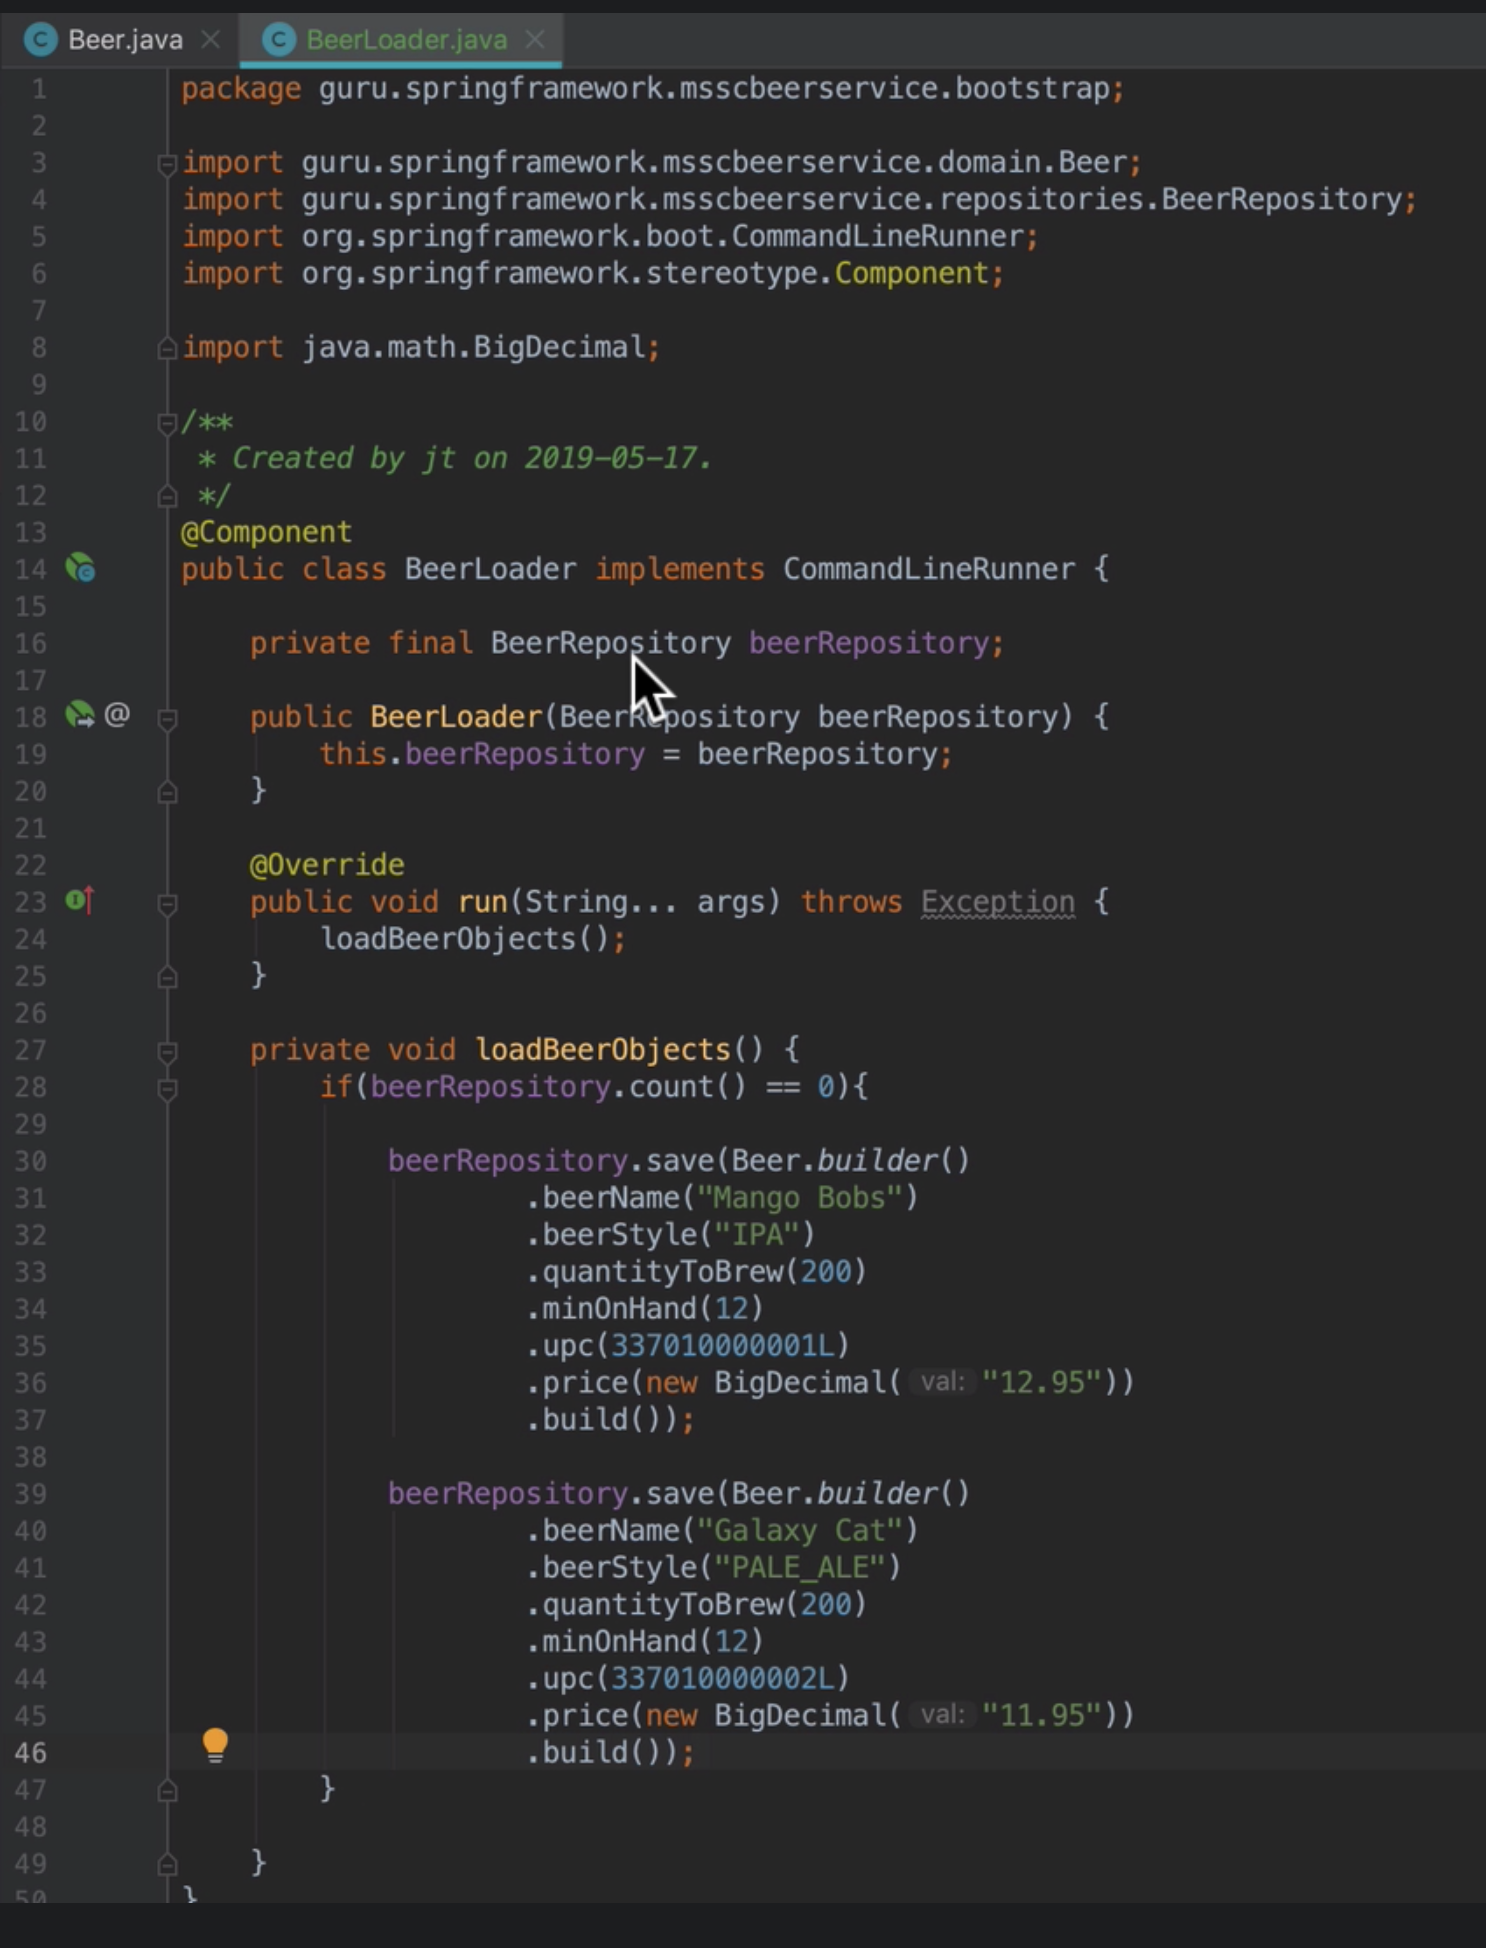 Beer.java BeerLoader.java
1 package guru.springframework.msscbeerservice.bootstrap;
2
3 import guru.springframework.msscbeerservice.domain.Beer;
4 import guru.springframework.msscbeerservice.repositories.BeerRepository;
5 import org.springframework.boot.CommandLineRunner;
6 import org.springframework.stereotype.Component;
7
8 import java.math.BigDecimal;
9
10 /**
11  * Created by jt on 2019-05-17.
12  */
13 @Component
14 public class BeerLoader implements CommandLineRunner {
15
16     private final BeerRepository beerRepository;
17
18 @    public BeerLoader(BeerRepository beerRepository) {
19         this.beerRepository = beerRepository;
20     }
21
22     @Override
23     public void run(String... args) throws Exception {
24         loadBeerObjects();
25     }
26
27     private void loadBeerObjects() {
28         if(beerRepository.count() == 0){
29
30             beerRepository.save(Beer.builder()
31                     .beerName("Mango Bobs")
32                     .beerStyle("IPA")
33                     .quantityToBrew(200)
34                     .minOnHand(12)
35                     .upc(337010000001L)
36                     .price(new BigDecimal( val: "12.95"))
37                     .build());
38
39             beerRepository.save(Beer.builder()
40                     .beerName("Galaxy Cat")
41                     .beerStyle("PALE_ALE")
42                     .quantityToBrew(200)
43                     .minOnHand(12)
44                     .upc(337010000002L)
45                     .price(new BigDecimal( val: "11.95"))
46                     .build());
47         }
48
49     }
50 }